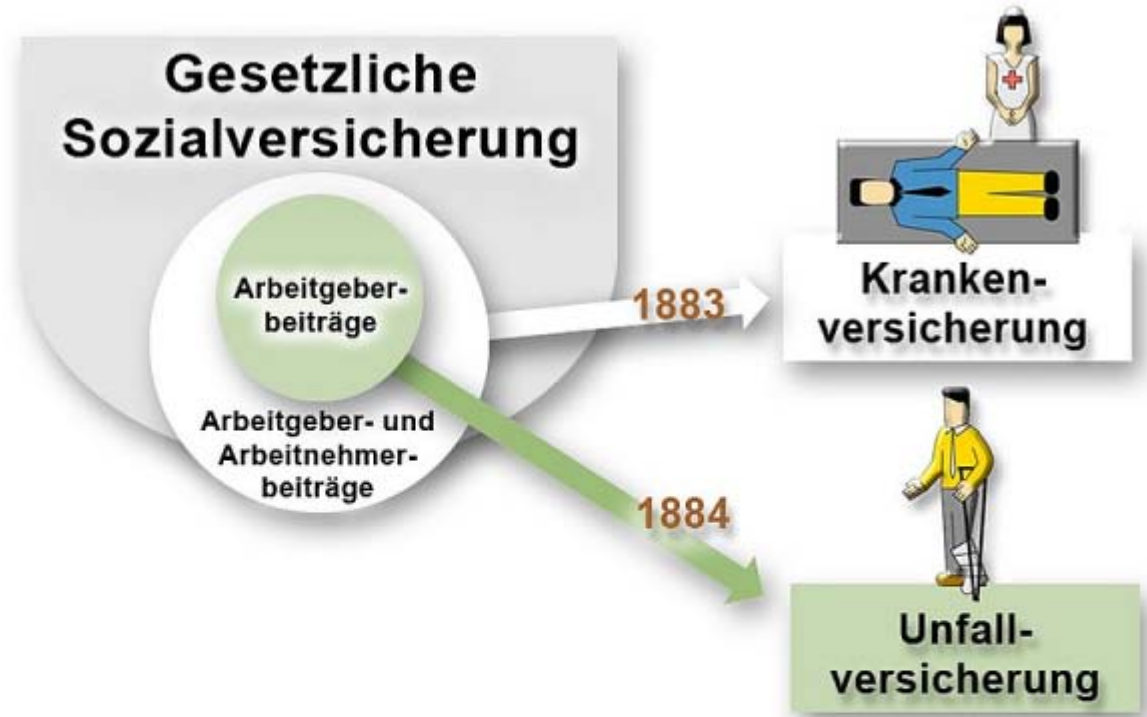 Gesetzliche
Sozialversicherung
Arbeitgeber-
beiträge
Arbeitgeber- und
Arbeitnehmer-
beiträge
1883
Kranken-
versicherung
1884
Unfall-
versicherung